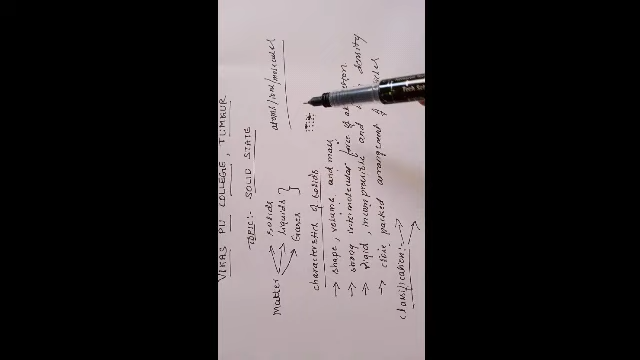 VIKAS PU COLLEGE, TUMKUR
TOPIC:- SOLID STATE
Matter → solids
→ Liquids
→ Gases
atoms/ions/molecules
characteristics of solids
→ shape, volume and mass
→ strong intermolecular force of
→ rigid, incompressible and density
→ close packed arrangement of
Classification: